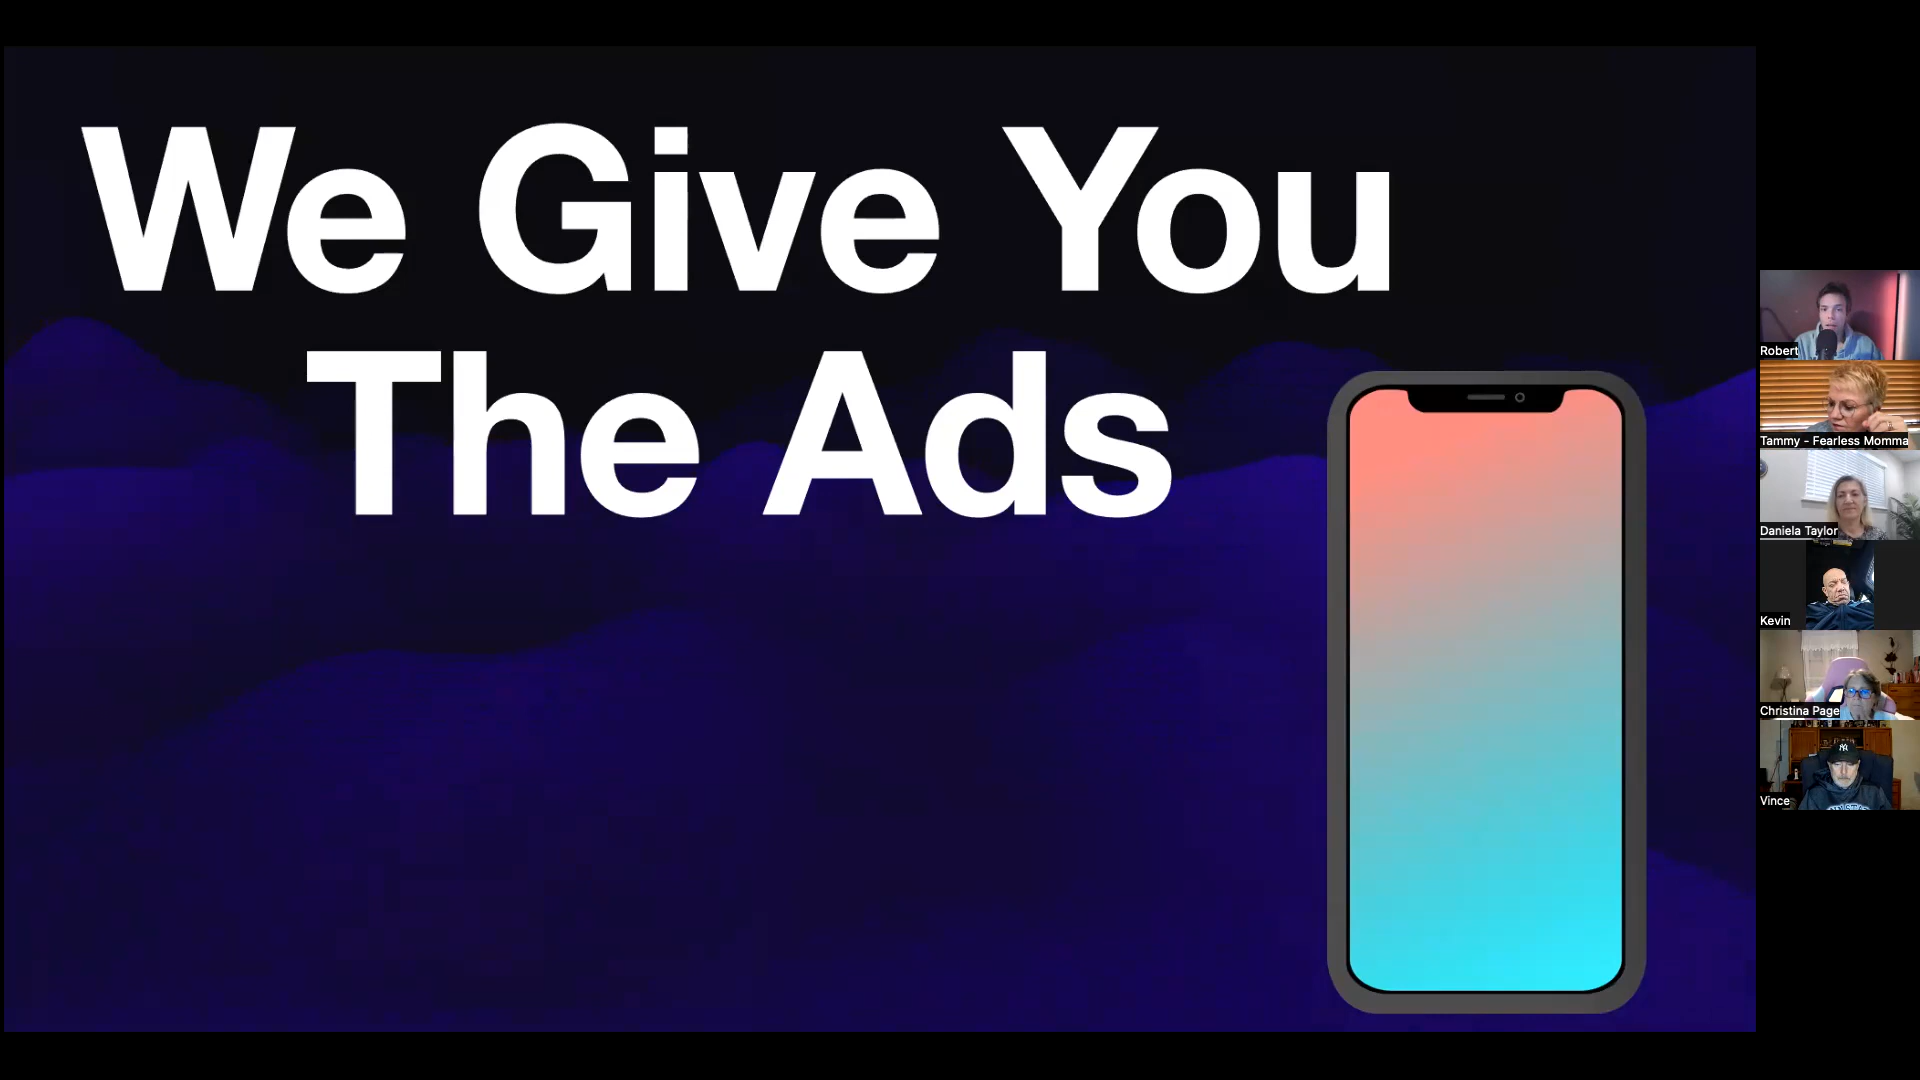 We Give You
The Ads
Robert
Tammy - Fearless Momma
Daniela Taylor
Kevin
Christina Page
Vince